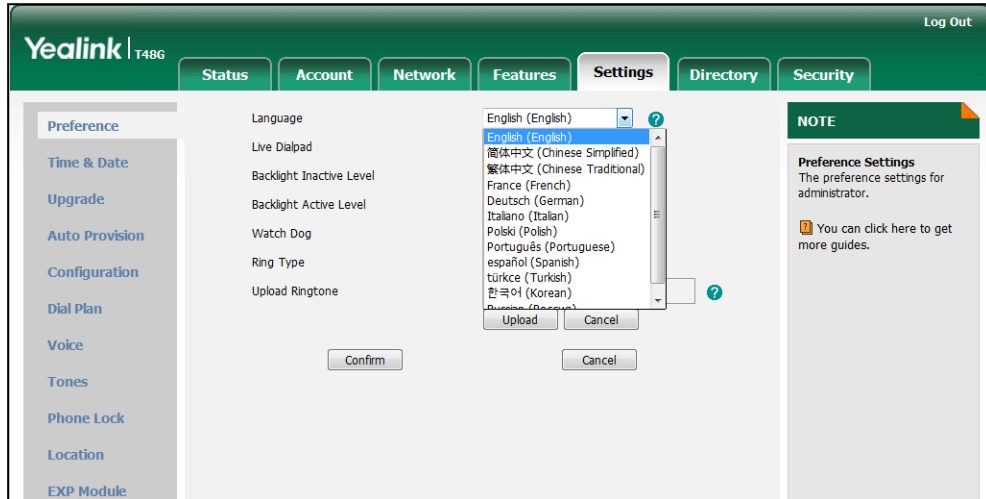 Log Out
Yealink T48G
Status Account Network Features Settings Directory Security
Preference
Time & Date
Upgrade
Auto Provision
Configuration
Dial Plan
Voice
Tones
Phone Lock
Location
EXP Module
Language
Live Dialpad
Backlight Inactive Level
Backlight Active Level
Watch Dog
Ring Type
Upload Ringtone
English (English)
English (English)
简体中文 (Chinese Simplified)
繁体中文 (Chinese Traditional)
France (French)
Deutsch (German)
Italiano (Italian)
Polski (Polish)
Português (Portuguese)
español (Spanish)
türkce (Turkish)
한국어 (Korean)
Upload Cancel
Confirm Cancel
NOTE
Preference Settings
The preference settings for
administrator.
You can click here to get
more guides.